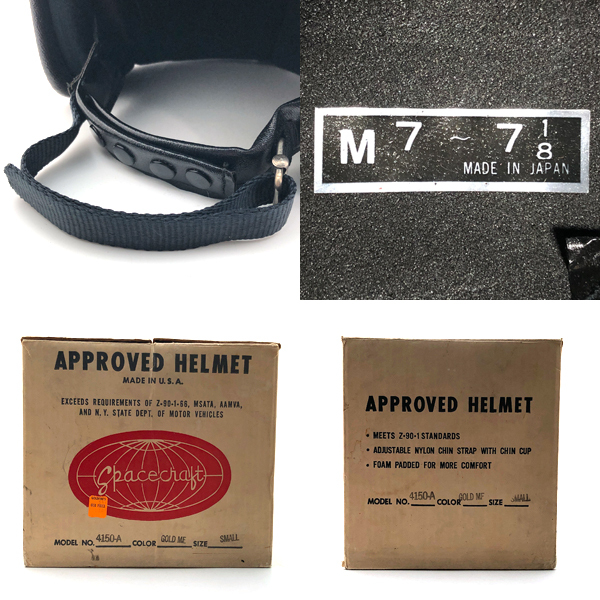 M 7 ~ 7 1/8
MADE IN JAPAN
APPROVED HELMET
MADE IN U.S.A.
EXCEEDS REQUIREMENTS OF Z-90-1-66, MSATA, AAMVA,
AND N.Y. STATE DEPT. OF MOTOR VEHICLES
Spacecraft
MODEL NO. 4150-A COLOR GOLD MF SIZE SMALL
APPROVED HELMET
• MEETS Z-90-1 STANDARDS
• ADJUSTABLE NYLON CHIN STRAP WITH CHIN CUP
• FOAM PADDED FOR MORE COMFORT
MODEL NO. 4150-A COLOR GOLD MF SIZE SMALL